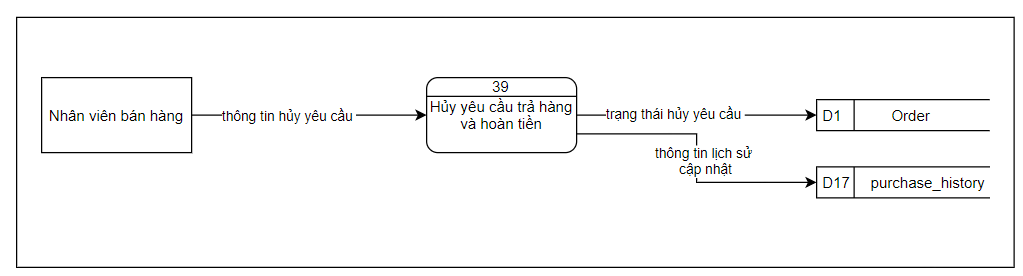 39
Nhân viên bán hàng
thông tin hủy yêu cầu
Hủy yêu cầu trả hàng
và hoàn tiền
trạng thái hủy yêu cầu
D1
Order
thông tin lịch sử
cập nhật
D17
purchase_history